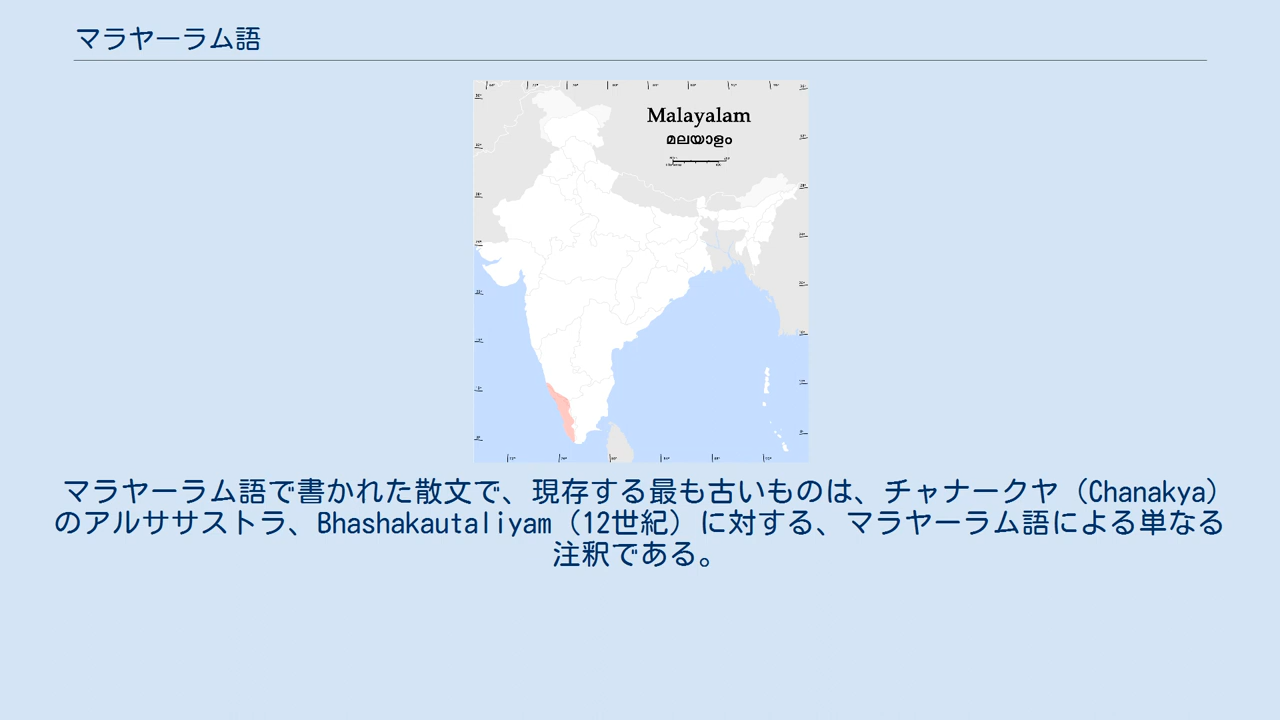 マラヤーラム語
Malayalam
മലയാളം
マラヤーラム語で書かれた散文で、現存する最も古いものは、チャナークヤ（Chanakya）
のアルササストラ、Bhashakautaliyam（12世紀）に対する、マラヤーラム語による単なる
注釈である。